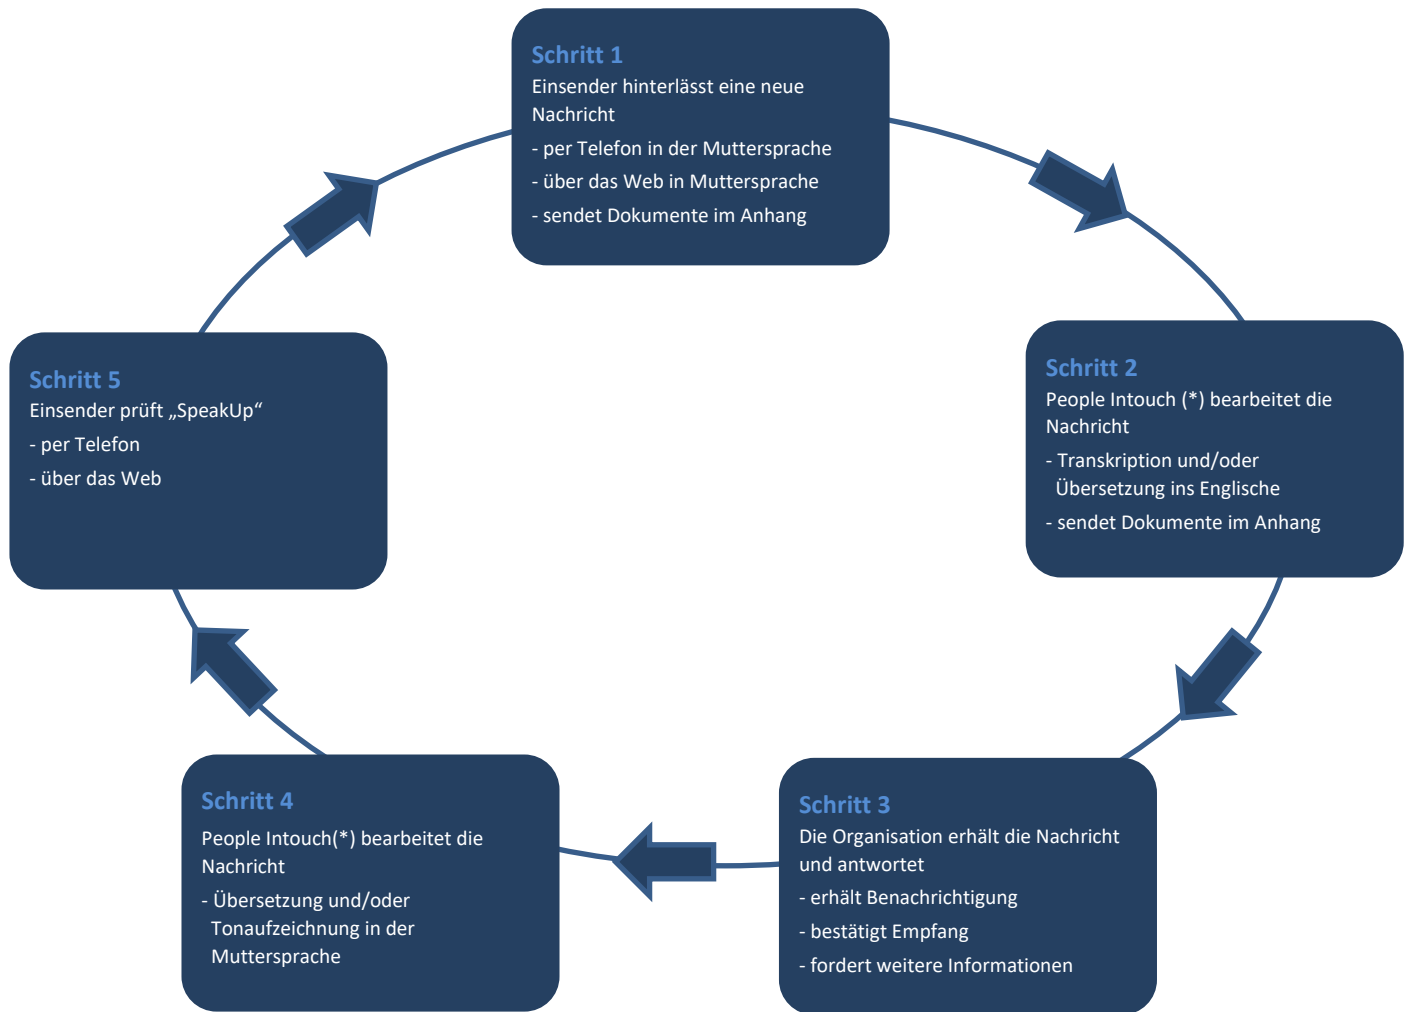 Schritt 1
Einsender hinterlässt eine neue
Nachricht
- per Telefon in der Muttersprache
- über das Web in Muttersprache
- sendet Dokumente im Anhang
Schritt 2
People Intouch (*) bearbeitet die
Nachricht
- Transkription und/oder
Übersetzung ins Englische
- sendet Dokumente im Anhang
Schritt 3
Die Organisation erhält die Nachricht
und antwortet
- erhält Benachrichtigung
- bestätigt Empfang
- fordert weitere Informationen
Schritt 4
People Intouch(*) bearbeitet die
Nachricht
- Übersetzung und/oder
Tonaufzeichnung in der
Muttersprache
Schritt 5
Einsender prüft „SpeakUp“
- per Telefon
- über das Web